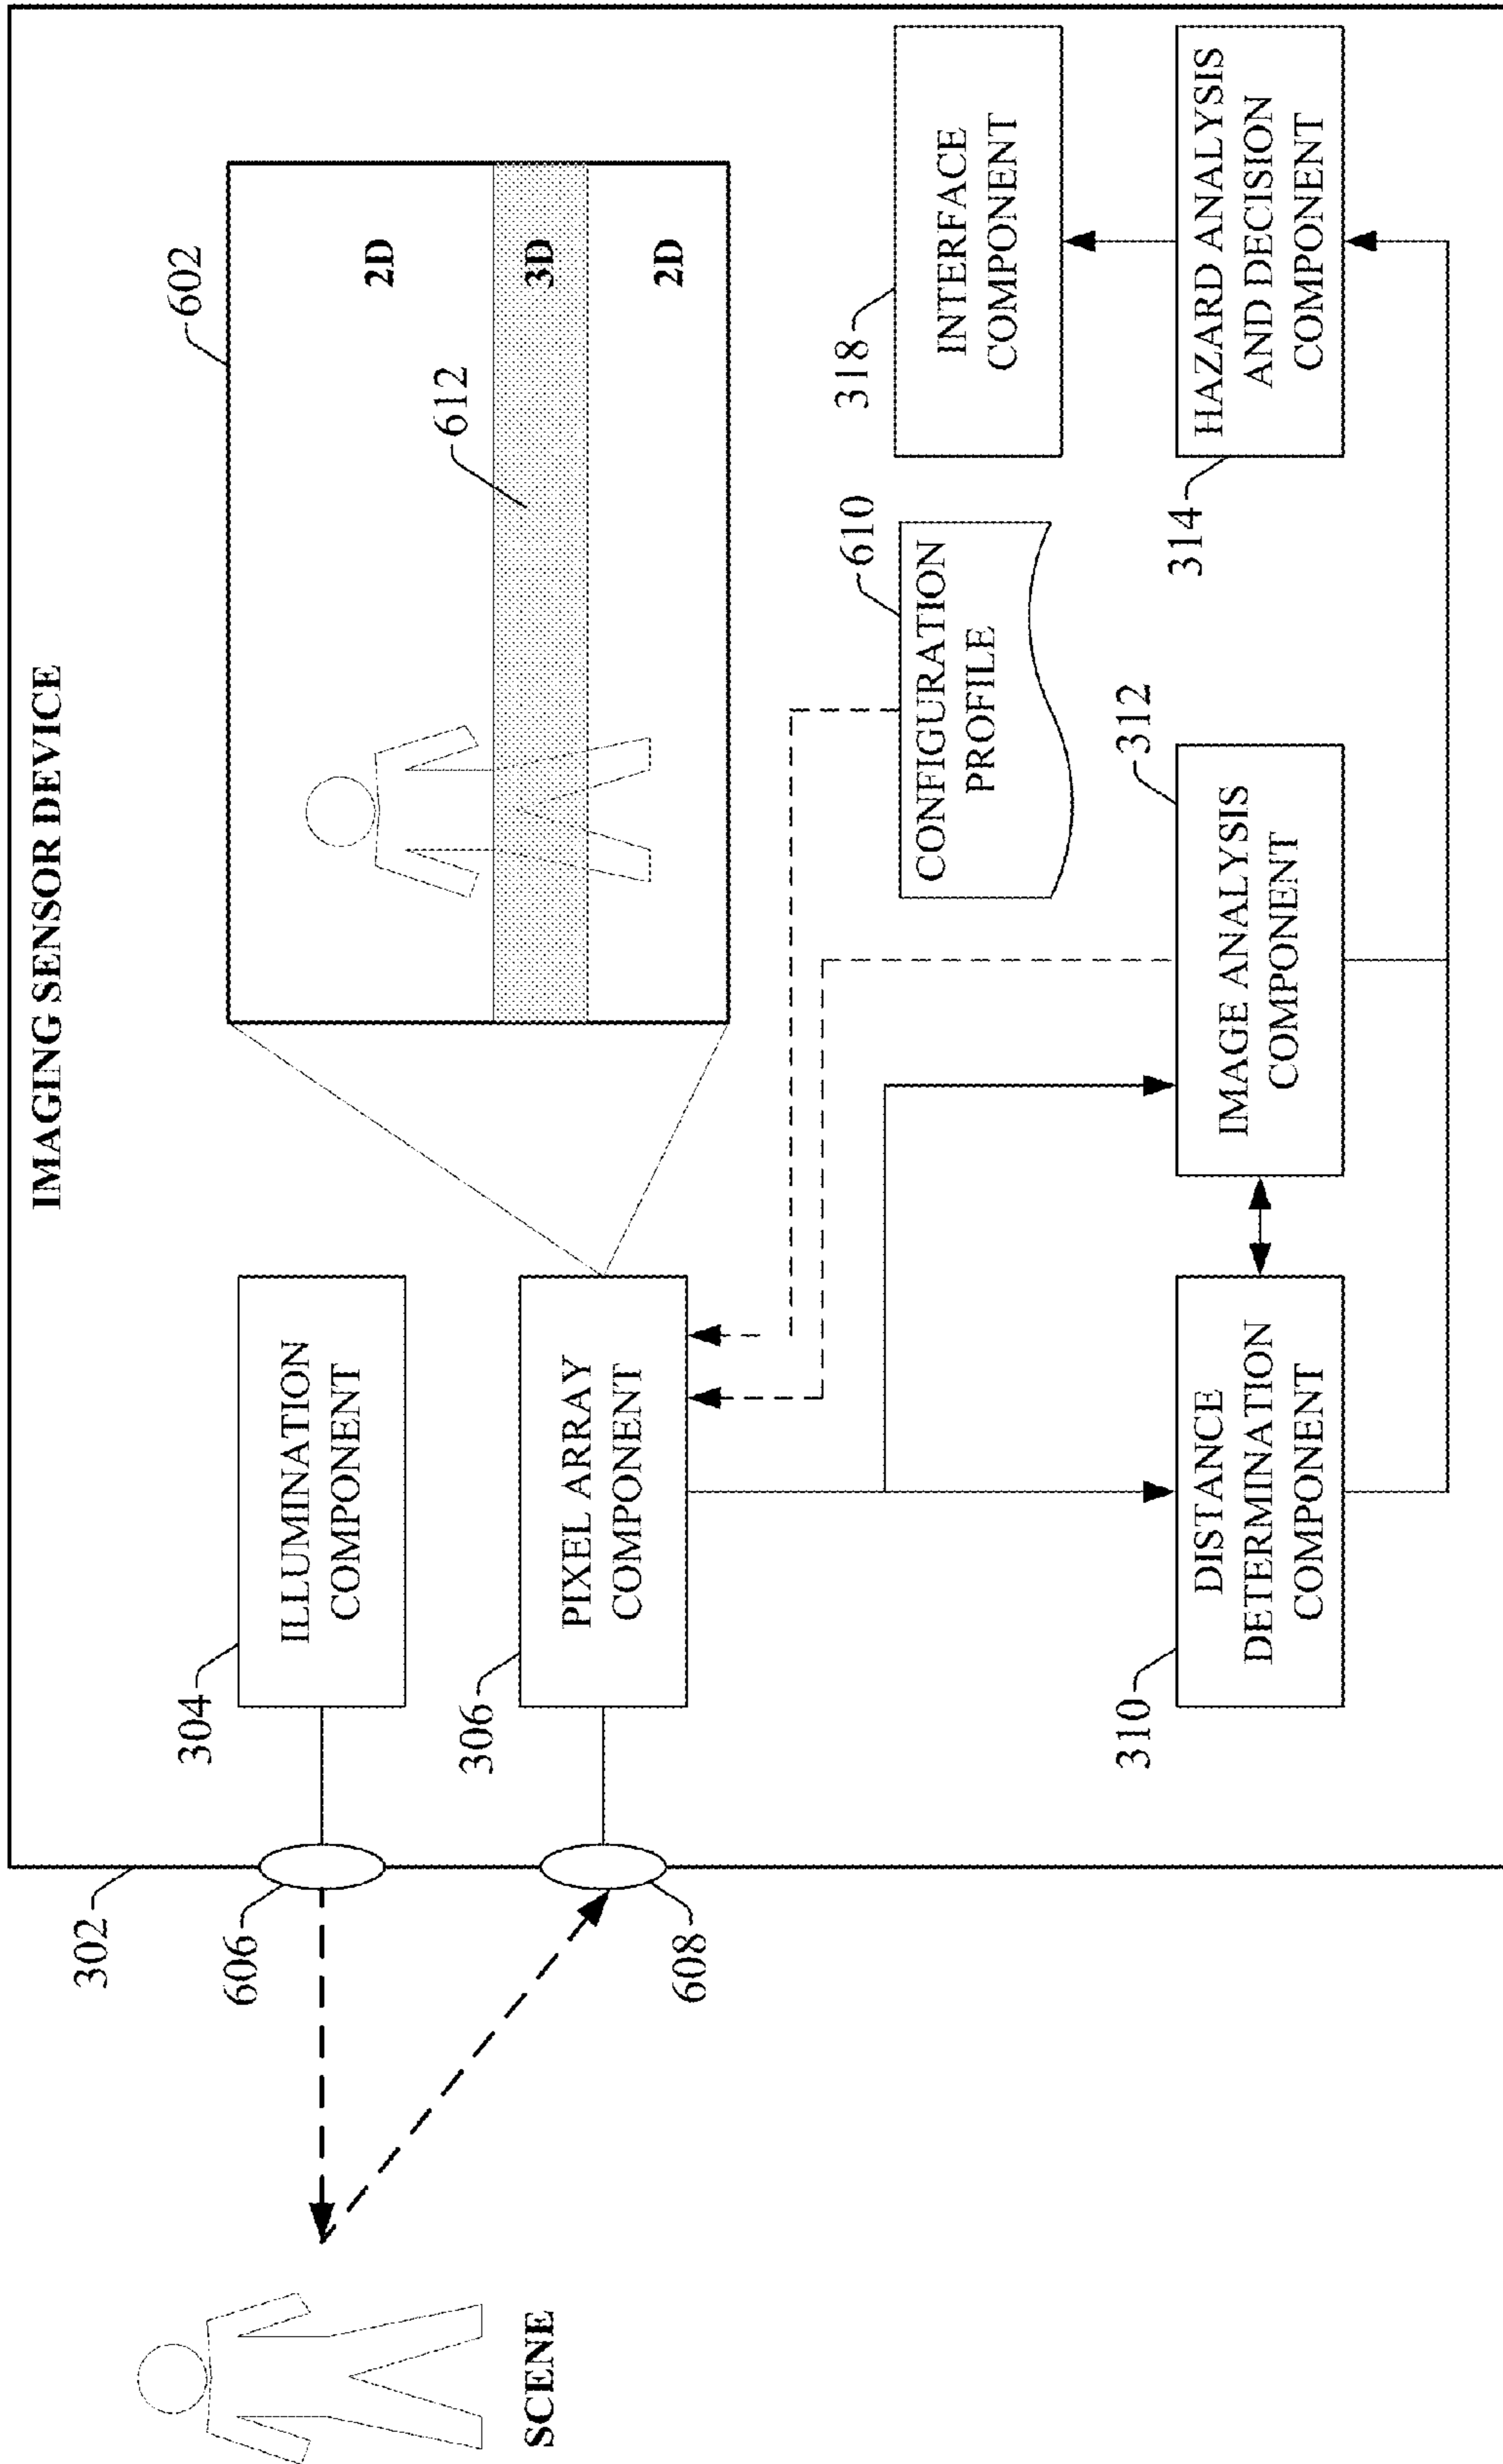 IMAGING SENSOR DEVICE
302
304
ILLUMINATION
COMPONENT
606
306
PIXEL ARRAY
COMPONENT
608
SCENE
602
2D
612
3D
2D
610
CONFIGURATION
PROFILE
318
INTERFACE
COMPONENT
310
DISTANCE
DETERMINATION
COMPONENT
312
IMAGE ANALYSIS
COMPONENT
314
HAZARD ANALYSIS
AND DECISION
COMPONENT